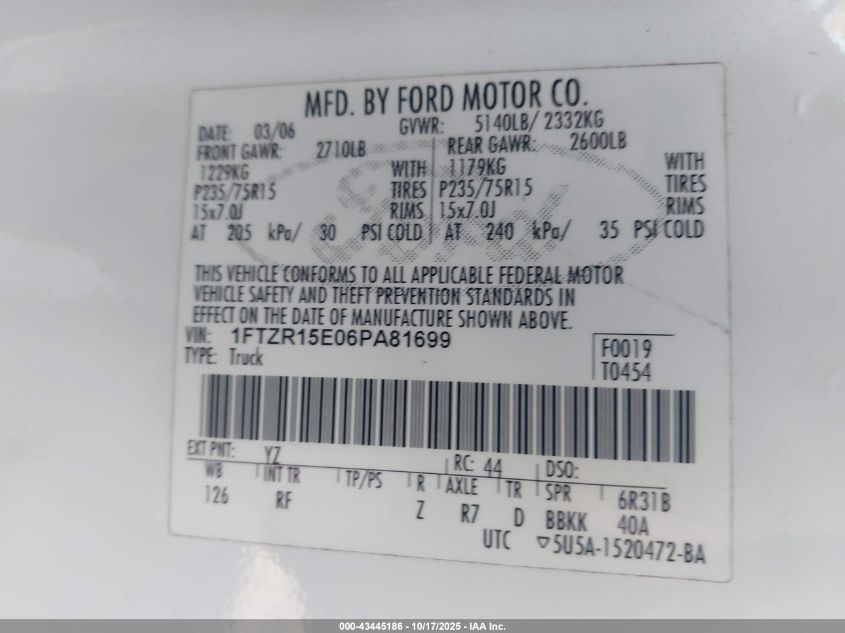 MFD. BY FORD MOTOR CO.
DATE: 03/06 GVWR: 5140LB/ 2332KG
FRONT GAWR: 2710LB REAR GAWR: 2600LB
1229KG WITH 1179KG WITH
P235/75R15 TIRES P235/75R15 TIRES
15x7.0J RIMS 15x7.0J RIMS
AT 205 kPa/ 30 PSI COLD AT 240 kPa/ 35 PSI COLD
Ford
THIS VEHICLE CONFORMS TO ALL APPLICABLE FEDERAL MOTOR
VEHICLE SAFETY AND THEFT PREVENTION STANDARDS IN
EFFECT ON THE DATE OF MANUFACTURE SHOWN ABOVE.
VIN: 1FTZR15E06PA81699 F0019
TYPE: Truck T0454
EXT PNT: YZ RC: 44 DSO:
WB INT TR TP/PS R AXLE TR SPR 6R31B
126 RF Z R7 D BBKK 40A
UTC ▽5U5A-1520472-BA
000-43445186 - 10/17/2025 - IAA Inc.